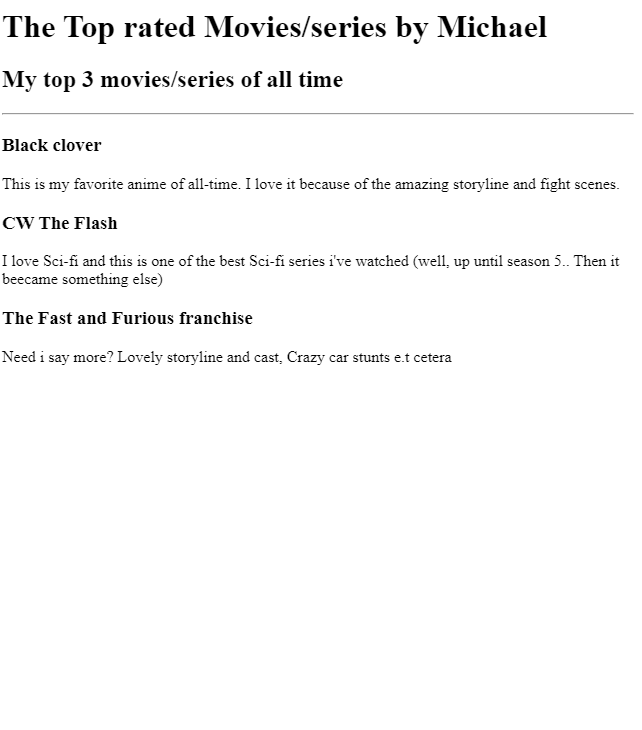 The Top rated Movies/series by Michael
My top 3 movies/series of all time
Black clover
This is my favorite anime of all-time. I love it because of the amazing storyline and fight scenes.
CW The Flash
I love Sci-fi and this is one of the best Sci-fi series i've watched (well, up until season 5.. Then it
beecame something else)
The Fast and Furious franchise
Need i say more? Lovely storyline and cast, Crazy car stunts e.t cetera